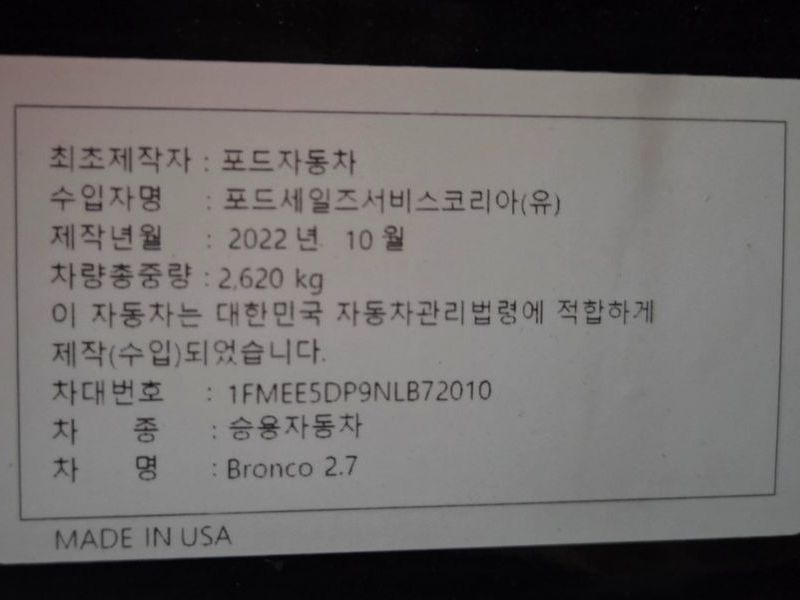 최초제작자 : 포드자동차
수입자명 : 포드세일즈서비스코리아(유)
제작년월 : 2022 년 10 월
차량총중량 : 2,620 kg
이 자동차는 대한민국 자동차관리법령에 적합하게
제작(수입)되었습니다.
차대번호 : 1FMEE5DP9NLB72010
차 종 : 승용자동차
차 명 : Bronco 2.7
MADE IN USA